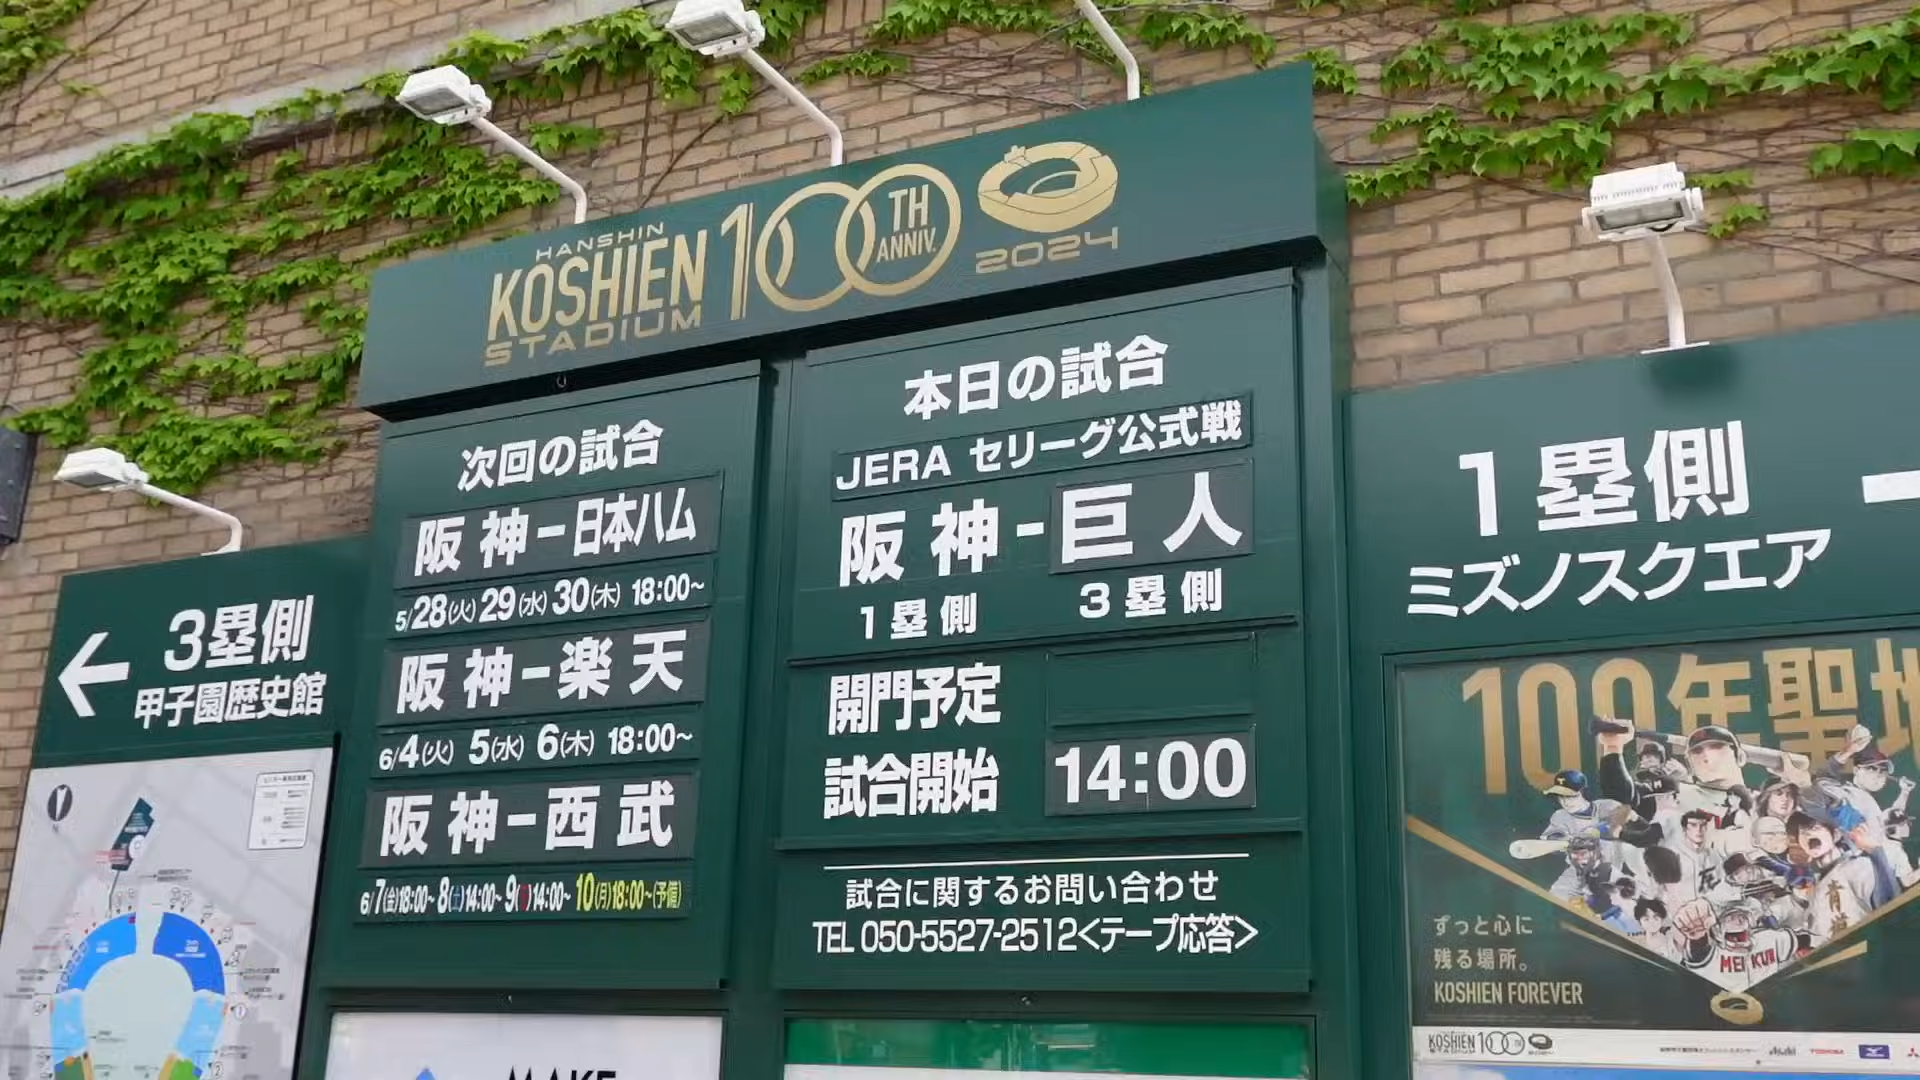 HANSHIN
KOSHIEN
STADIUM
100TH
ANNIV.
2024
次回の試合
阪神-日本ハム
5/28(火)29(水)30(木) 18:00~
阪神-楽天
6/4(火) 5(水) 6(木) 18:00~
阪神-西武
6/7(金)18:00~ 8(土)14:00~ 9(日)14:00~ 10(月)18:00~(予備)
本日の試合
JERA セリーグ公式戦
阪神-巨人
1塁側 3塁側
開門予定
試合開始 14:00
試合に関するお問い合わせ
TEL 050-5527-2512<テープ応答>
← 3塁側
甲子園歴史館
1塁側
ミズノスクエア
100年聖地
ずっと心に
残る場所。
KOSHIEN FOREVER
KOSHIEN 100TH
MAKE